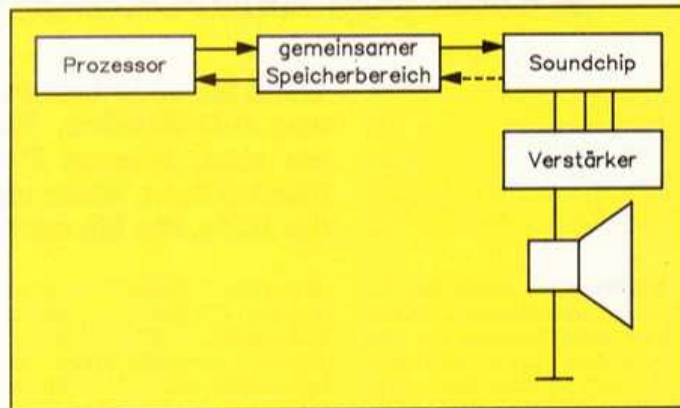 Prozessor
gemeinsamer
Speicherbereich
Soundchip
Verstärker